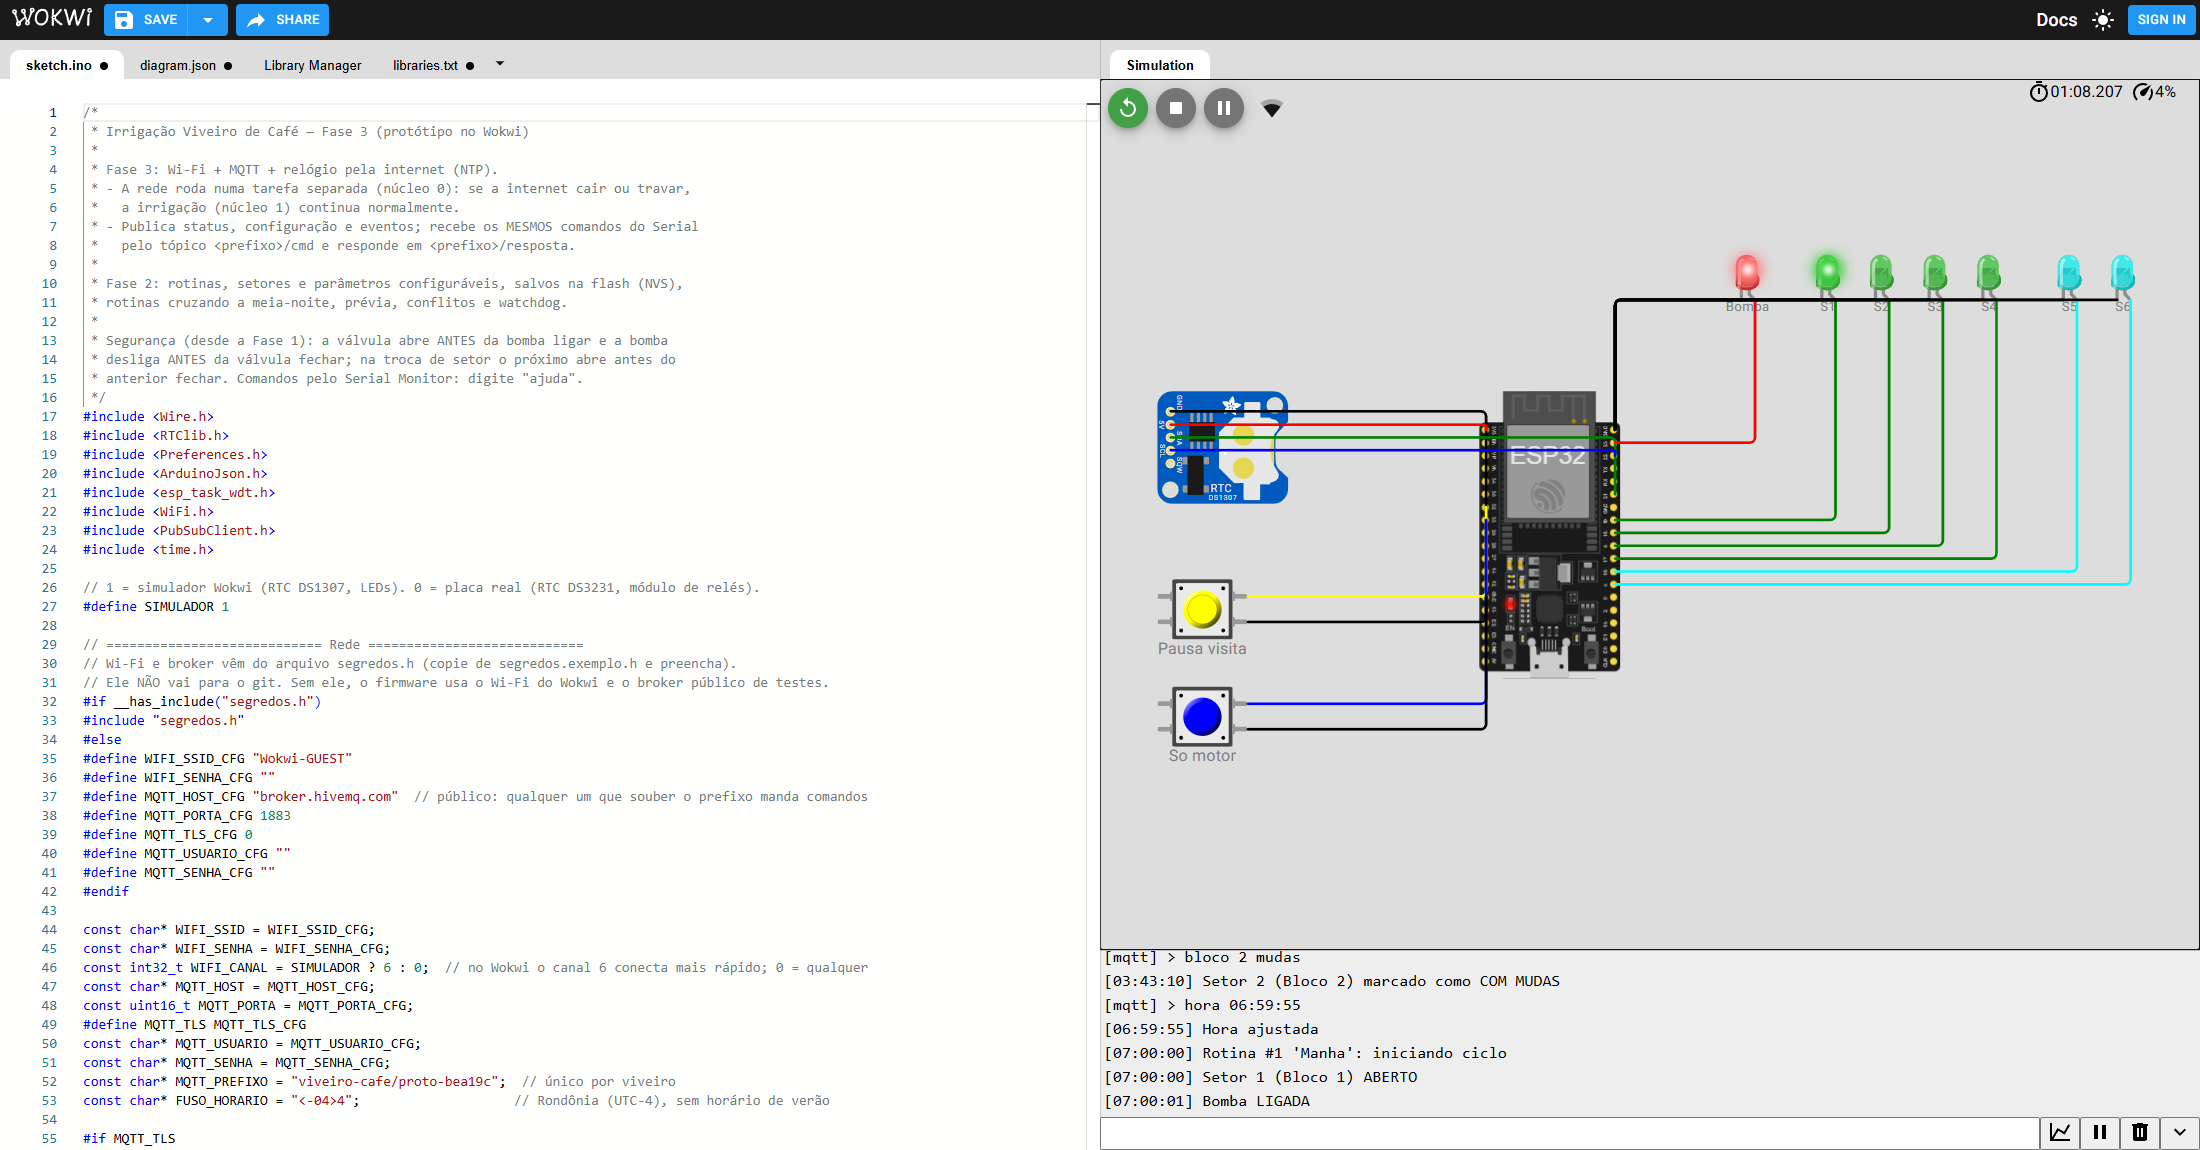 WOKWI
SAVE
SHARE
Docs
SIGN IN
sketch.ino
diagram.json
Library Manager
libraries.txt
Simulation
1 /*
2 * Irrigação Viveiro de Café — Fase 3 (protótipo no Wokwi)
3 *
4 * Fase 3: Wi-Fi + MQTT + relógio pela internet (NTP).
5 * - A rede roda numa tarefa separada (núcleo 0): se a internet cair ou travar,
6 * a irrigação (núcleo 1) continua normalmente.
7 * - Publica status, configuração e eventos; recebe os MESMOS comandos do Serial
8 * pelo tópico <prefixo>/cmd e responde em <prefixo>/resposta.
9 *
10 * Fase 2: rotinas, setores e parâmetros configuráveis, salvos na flash (NVS),
11 * rotinas cruzando a meia-noite, prévia, conflitos e watchdog.
12 *
13 * Segurança (desde a Fase 1): a válvula abre ANTES da bomba ligar e a bomba
14 * desliga ANTES da válvula fechar; na troca de setor o próximo abre antes do
15 * anterior fechar. Comandos pelo Serial Monitor: digite "ajuda".
16 */
17 #include <Wire.h>
18 #include <RTClib.h>
19 #include <Preferences.h>
20 #include <ArduinoJson.h>
21 #include <esp_task_wdt.h>
22 #include <WiFi.h>
23 #include <PubSubClient.h>
24 #include <time.h>
25
26 // 1 = simulador Wokwi (RTC DS1307, LEDs). 0 = placa real (RTC DS3231, módulo de relés).
27 #define SIMULADOR 1
28
29 // ============================ Rede ============================
30 // Wi-Fi e broker vêm do arquivo segredos.h (copie de segredos.exemplo.h e preencha).
31 // Ele NÃO vai para o git. Sem ele, o firmware usa o Wi-Fi do Wokwi e o broker público de testes.
32 #if __has_include("segredos.h")
33 #include "segredos.h"
34 #else
35 #define WIFI_SSID_CFG "Wokwi-GUEST"
36 #define WIFI_SENHA_CFG ""
37 #define MQTT_HOST_CFG "broker.hivemq.com" // público: qualquer um que souber o prefixo manda comandos
38 #define MQTT_PORTA_CFG 1883
39 #define MQTT_TLS_CFG 0
40 #define MQTT_USUARIO_CFG ""
41 #define MQTT_SENHA_CFG ""
42 #endif
43
44 const char* WIFI_SSID = WIFI_SSID_CFG;
45 const char* WIFI_SENHA = WIFI_SENHA_CFG;
46 const int32_t WIFI_CANAL = SIMULADOR ? 6 : 0; // no Wokwi o canal 6 conecta mais rápido; 0 = qualquer
47 const char* MQTT_HOST = MQTT_HOST_CFG;
48 const uint16_t MQTT_PORTA = MQTT_PORTA_CFG;
49 #define MQTT_TLS MQTT_TLS_CFG
50 const char* MQTT_USUARIO = MQTT_USUARIO_CFG;
51 const char* MQTT_SENHA = MQTT_SENHA_CFG;
52 const char* MQTT_PREFIXO = "viveiro-cafe/proto-bea19c"; // único por viveiro
53 const char* FUSO_HORARIO = "<-04>4"; // Rondônia (UTC-4), sem horário de verão
54
55 #if MQTT_TLS
01:08.207 4%
Bomba S1 S2 S3 S4 S5 S6
GND
5V
SDA
SCL
SQW
RTC
DS1307
ESP32
EN
Boot
Pausa visita
So motor
[mqtt] > bloco 2 mudas
[03:43:10] Setor 2 (Bloco 2) marcado como COM MUDAS
[mqtt] > hora 06:59:55
[06:59:55] Hora ajustada
[07:00:00] Rotina #1 'Manha': iniciando ciclo
[07:00:00] Setor 1 (Bloco 1) ABERTO
[07:00:01] Bomba LIGADA